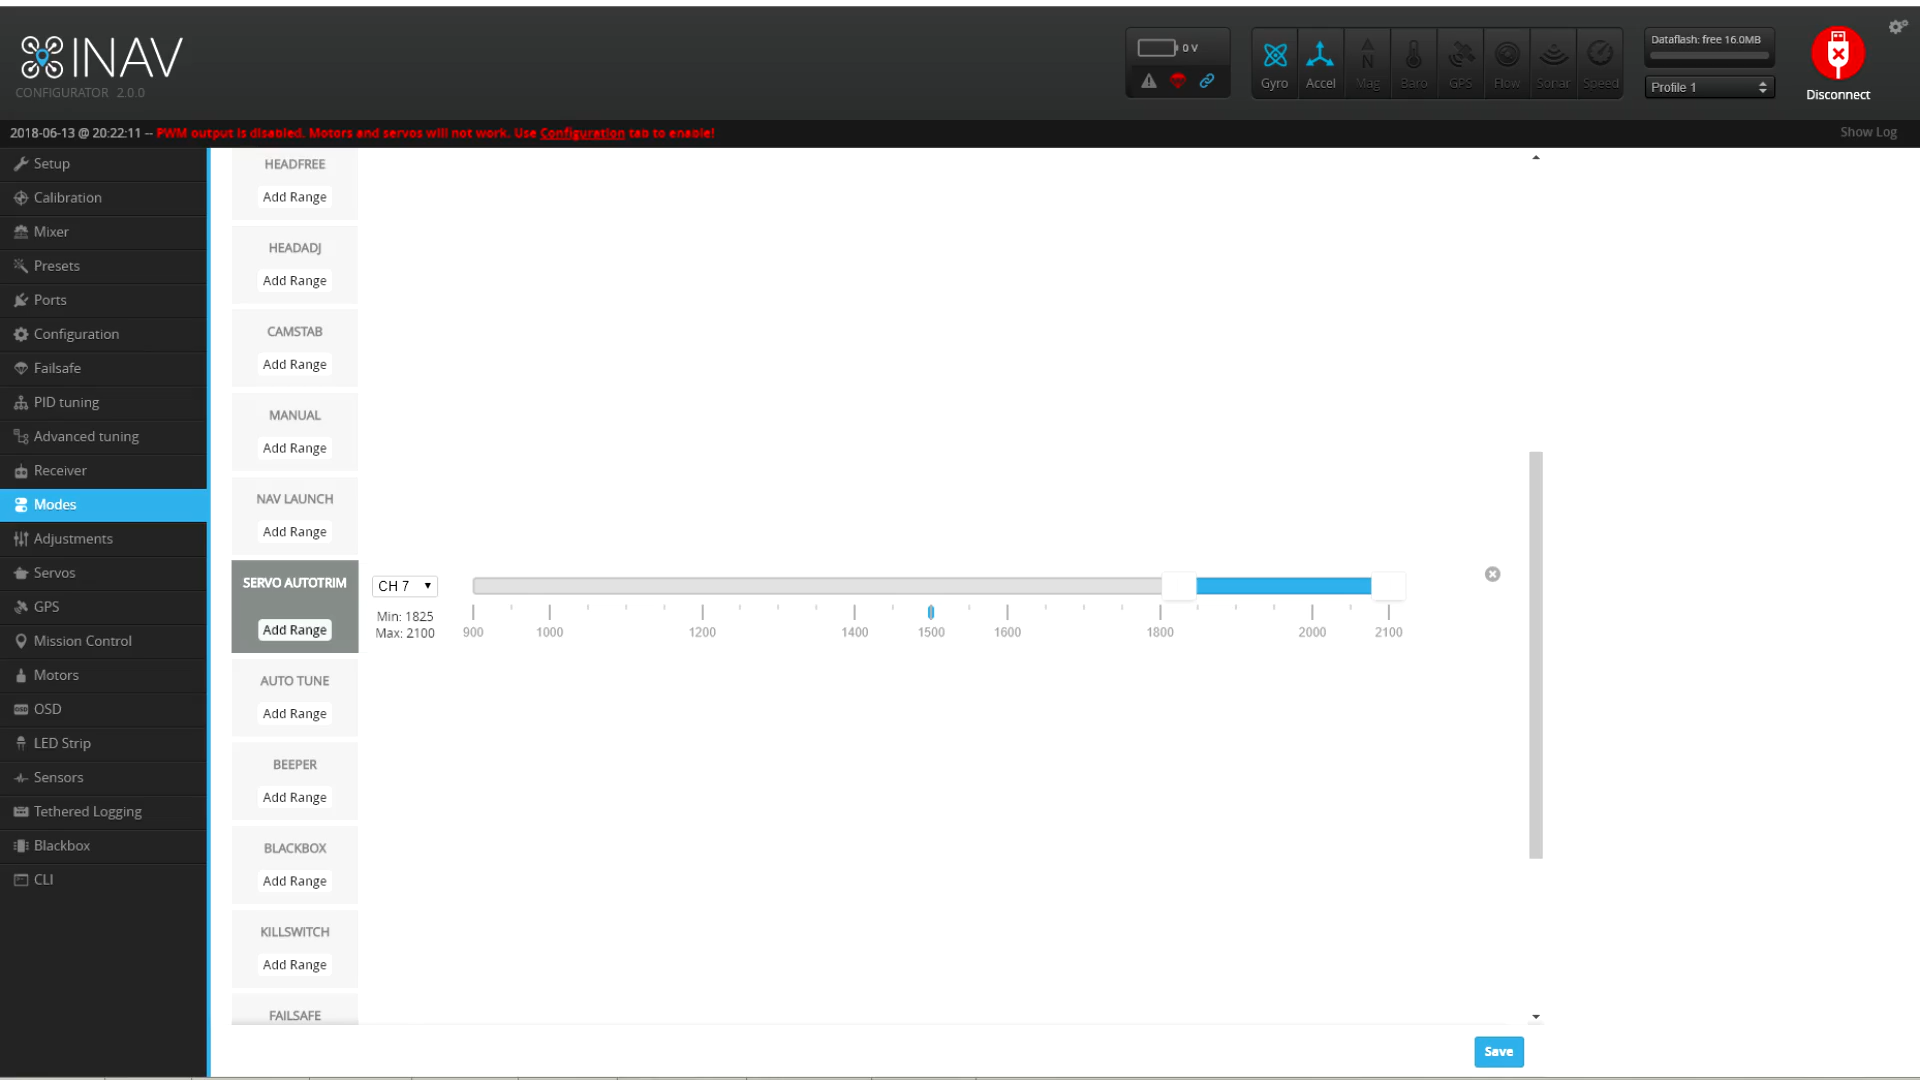 INAV
CONFIGURATOR 2.0.0
0 V
Gyro
Accel
Mag
Baro
GPS
Flow
Sonar
Speed
Dataflash: free 16.0MB
Profile 1
Disconnect
2018-06-13 @ 20:22:11 -- PWM output is disabled. Motors and servos will not work. Use Configuration tab to enable!
Show Log
Setup
Calibration
Mixer
Presets
Ports
Configuration
Failsafe
PID tuning
Advanced tuning
Receiver
Modes
Adjustments
Servos
GPS
Mission Control
Motors
OSD
LED Strip
Sensors
Tethered Logging
Blackbox
CLI
HEADFREE
Add Range
HEADADJ
Add Range
CAMSTAB
Add Range
MANUAL
Add Range
NAV LAUNCH
Add Range
SERVO AUTOTRIM
Add Range
CH 7
Min: 1825
Max: 2100
900 1000 1200 1400 1500 1600 1800 2000 2100
AUTO TUNE
Add Range
BEEPER
Add Range
BLACKBOX
Add Range
KILLSWITCH
Add Range
FAILSAFE
Save